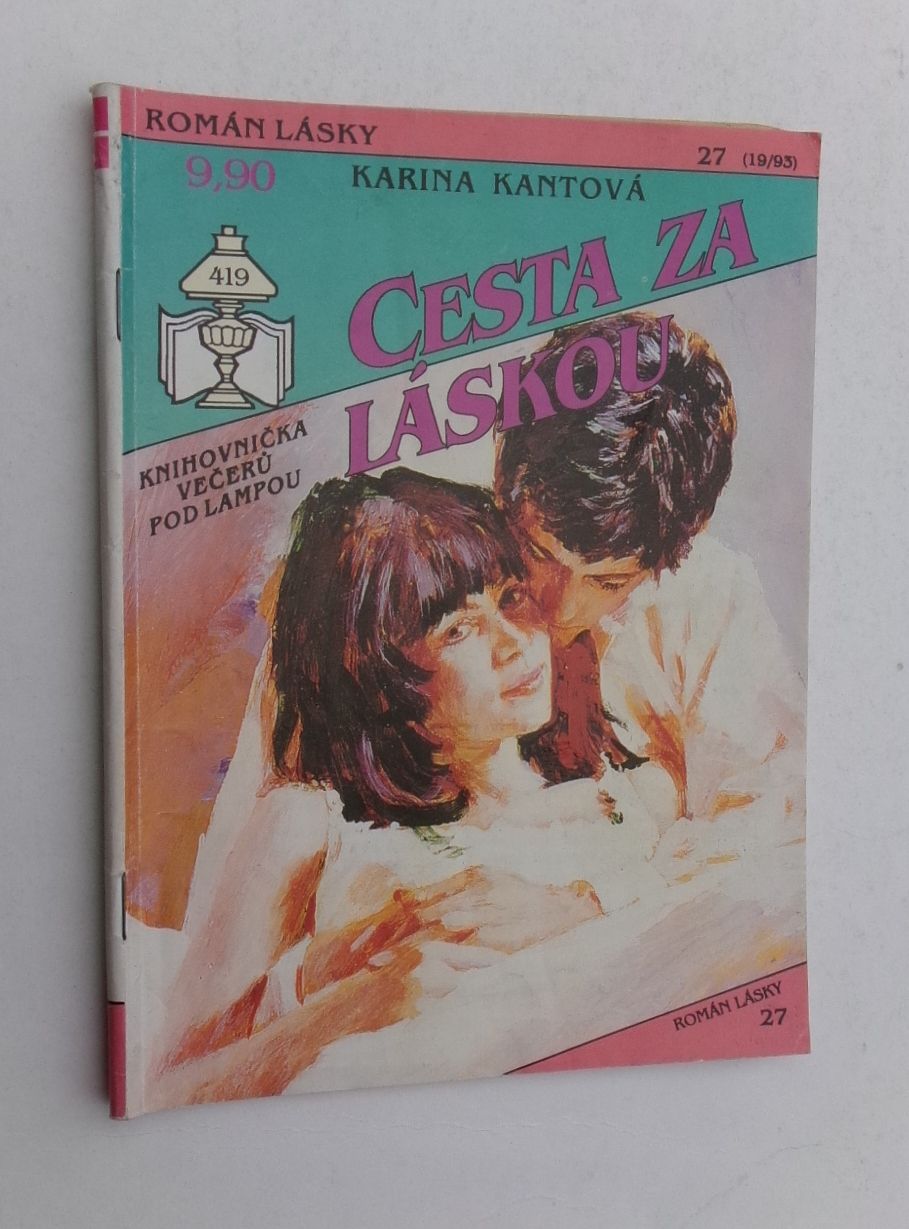 ROMÁN LÁSKY
27 (19/93)
9,90
KARINA KANTOVÁ
419
CESTA ZA
LÁSKOU
KNIHOVNIČKA
VEČERŮ
POD LAMPOU
ROMÁN LÁSKY
27